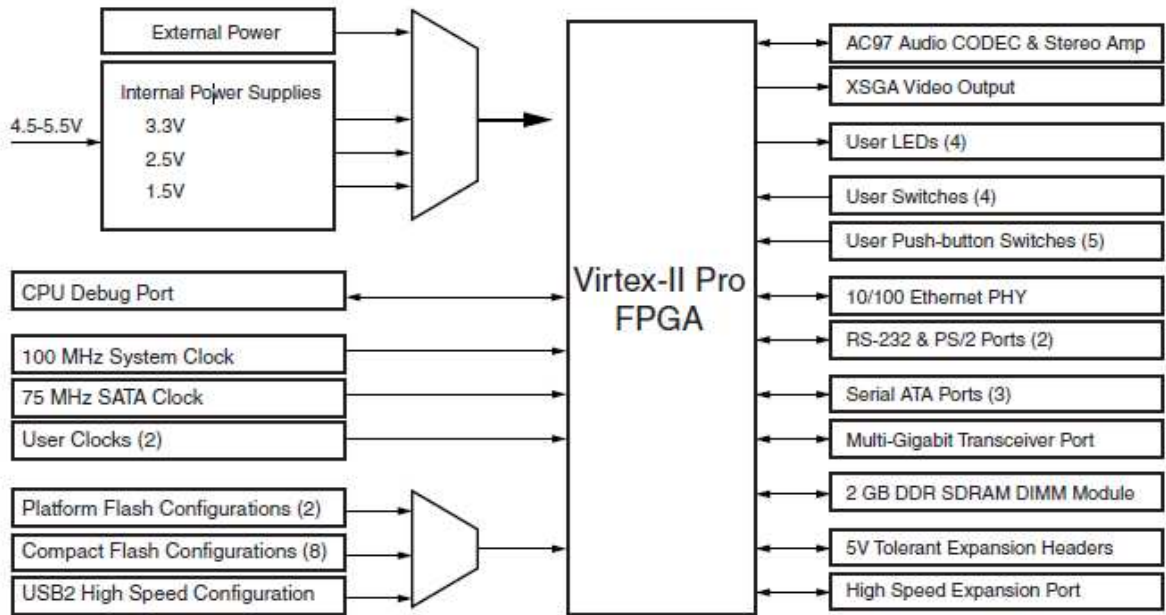 External Power
Internal Power Supplies
4.5-5.5V
3.3V
2.5V
1.5V
CPU Debug Port
100 MHz System Clock
75 MHz SATA Clock
User Clocks (2)
Platform Flash Configurations (2)
Compact Flash Configurations (8)
USB2 High Speed Configuration
Virtex-II Pro
FPGA
AC97 Audio CODEC & Stereo Amp
XSGA Video Output
User LEDs (4)
User Switches (4)
User Push-button Switches (5)
10/100 Ethernet PHY
RS-232 & PS/2 Ports (2)
Serial ATA Ports (3)
Multi-Gigabit Transceiver Port
2 GB DDR SDRAM DIMM Module
5V Tolerant Expansion Headers
High Speed Expansion Port